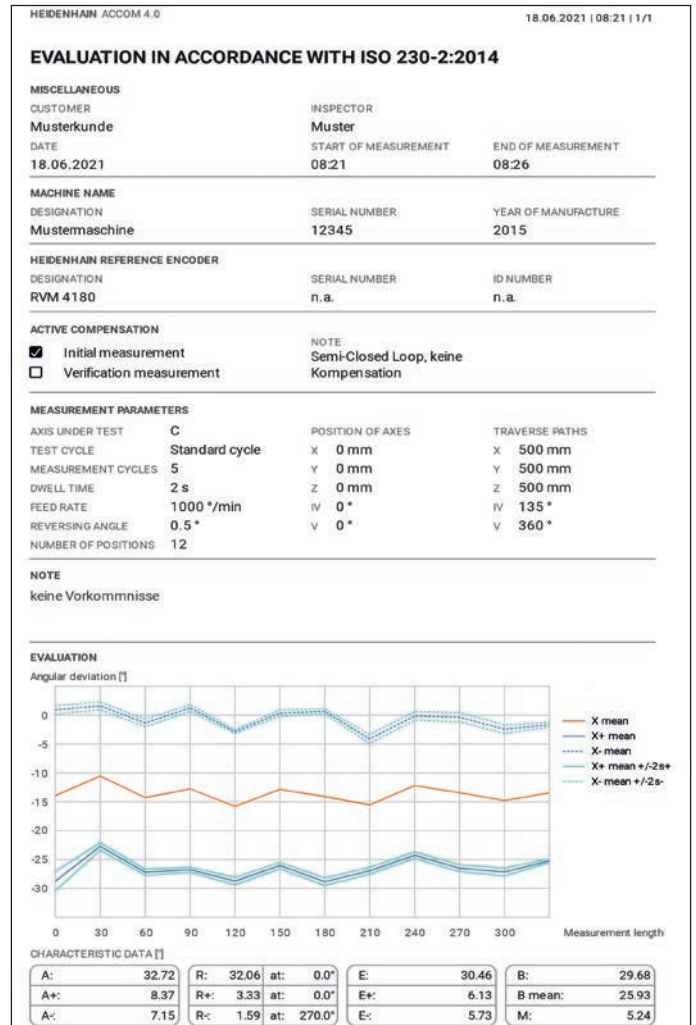 HEIDENHAIN ACCOM 4.0 18.06.2021 | 08:21 | 1/1
EVALUATION IN ACCORDANCE WITH ISO 230-2:2014
MISCELLANEOUS
CUSTOMER INSPECTOR
Musterkunde Muster
DATE START OF MEASUREMENT END OF MEASUREMENT
18.06.2021 08:21 08:26
MACHINE NAME
DESIGNATION SERIAL NUMBER YEAR OF MANUFACTURE
Mustermaschine 12345 2015
HEIDENHAIN REFERENCE ENCODER
DESIGNATION SERIAL NUMBER ID NUMBER
RVM 4180 n.a. n.a.
ACTIVE COMPENSATION
NOTE
Initial measurement Semi-Closed Loop, keine
Verification measurement Kompensation
MEASUREMENT PARAMETERS
AXIS UNDER TEST C POSITION OF AXES TRAVERSE PATHS
TEST CYCLE Standard cycle X 0 mm X 500 mm
MEASUREMENT CYCLES 5 Y 0 mm Y 500 mm
DWELL TIME 2 s Z 0 mm Z 500 mm
FEED RATE 1000 °/min IV 0 ° IV 135 °
REVERSING ANGLE 0.5 ° V 0 ° V 360 °
NUMBER OF POSITIONS 12
NOTE
keine Vorkommnisse
EVALUATION
Angular deviation ["]
0
-5
-10
-15
-20
-25
-30
X mean
X+ mean
X- mean
X+ mean +/-2s+
X- mean +/-2s-
0 30 60 90 120 150 180 210 240 270 300 Measurement length
CHARACTERISTIC DATA ["]
A: 32.72 R: 32.06 at: 0.0° E: 30.46 B: 29.68
A+: 8.37 R+: 3.33 at: 0.0° E+: 6.13 B mean: 25.93
A-: 7.15 R-: 1.59 at: 270.0° E-: 5.73 M: 5.24